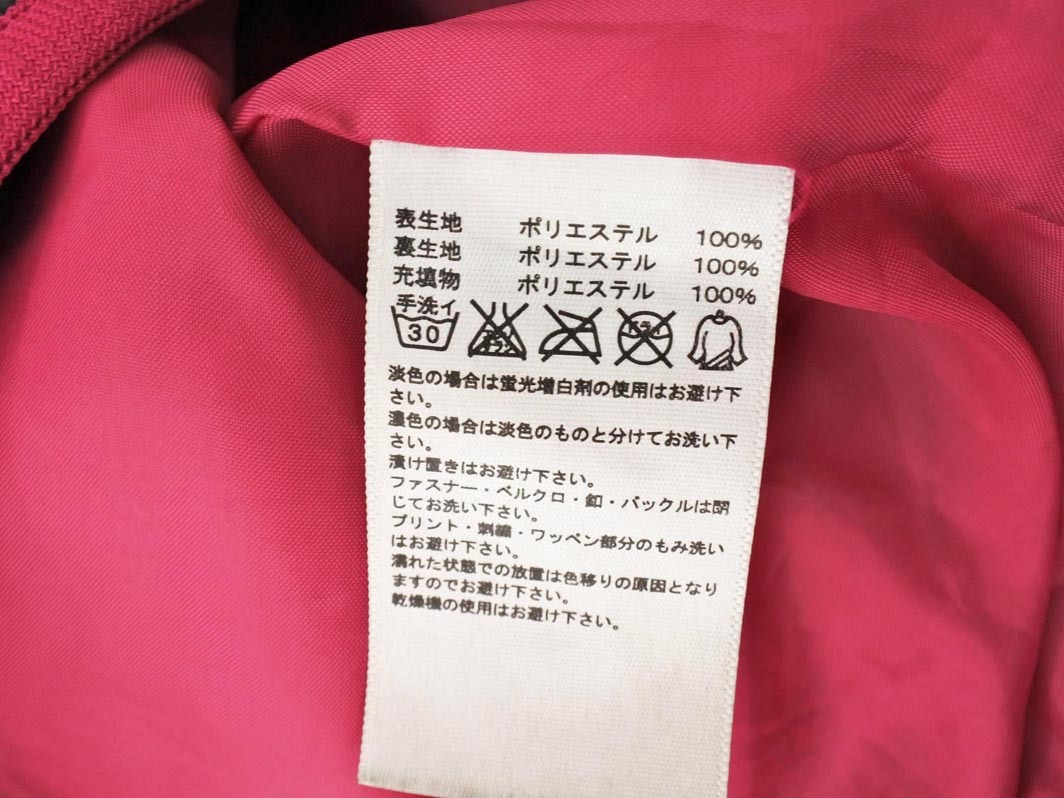 表生地 ポリエステル 100%
裏生地 ポリエステル 100%
充填物 ポリエステル 100%
手洗イ
30
エンソサラシ
ドライ
淡色の場合は蛍光増白剤の使用はお避け下
さい。
濃色の場合は淡色のものと分けてお洗い下
さい。
漬け置きはお避け下さい。
ファスナー・ベルクロ・釦・バックルは閉
じてお洗い下さい。
プリント・刺繍・ワッペン部分のもみ洗い
はお避け下さい。
濡れた状態での放置は色移りの原因となり
ますのでお避け下さい。
乾燥機の使用はお避け下さい。